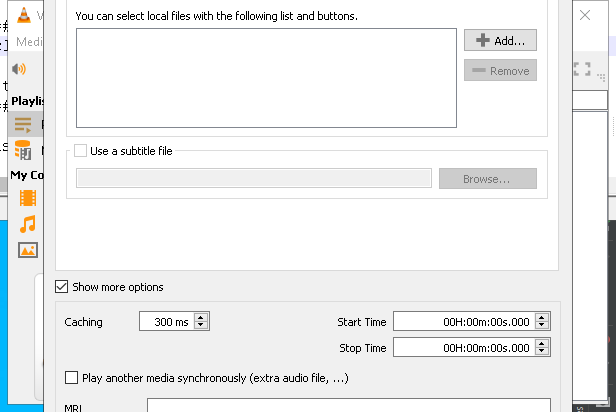 You can select local files with the following list and buttons.
Add...
Remove
Use a subtitle file
Browse...
Show more options
Caching
300 ms
Start Time
00H:00m:00s.000
Stop Time
00H:00m:00s.000
Play another media synchronously (extra audio file, ...)
MRL
V
Medi
##
t
##
Playlis
is
My Co